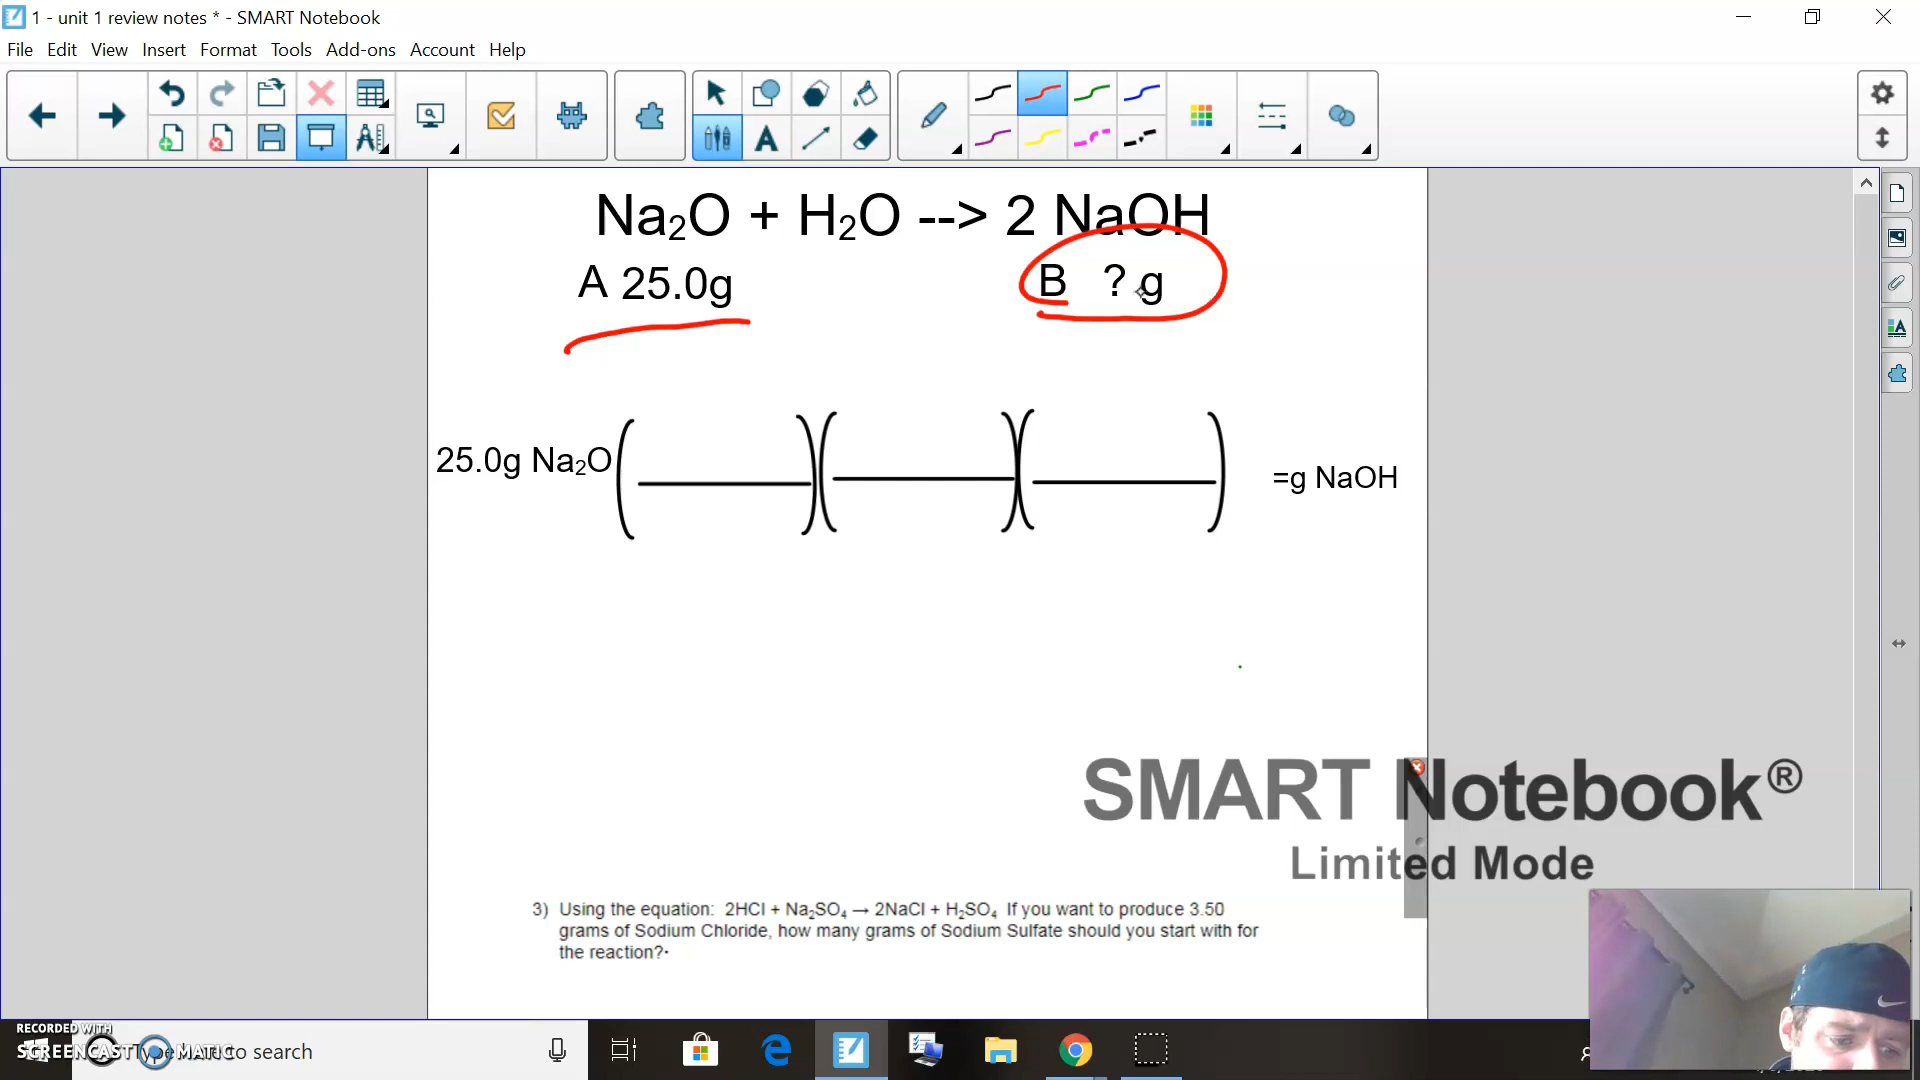 1 - unit 1 review notes * - SMART Notebook
File Edit View Insert Format Tools Add-ons Account Help
Na₂O + H₂O --> 2 NaOH
A 25.0g B ? g
25.0g Na₂O =g NaOH
SMART Notebook®
Limited Mode
3) Using the equation: 2HCl + Na₂SO₄ → 2NaCl + H₂SO₄ If you want to produce 3.50
grams of Sodium Chloride, how many grams of Sodium Sulfate should you start with for
the reaction?
RECORDED WITH
SCREENCAST MATIC
to search